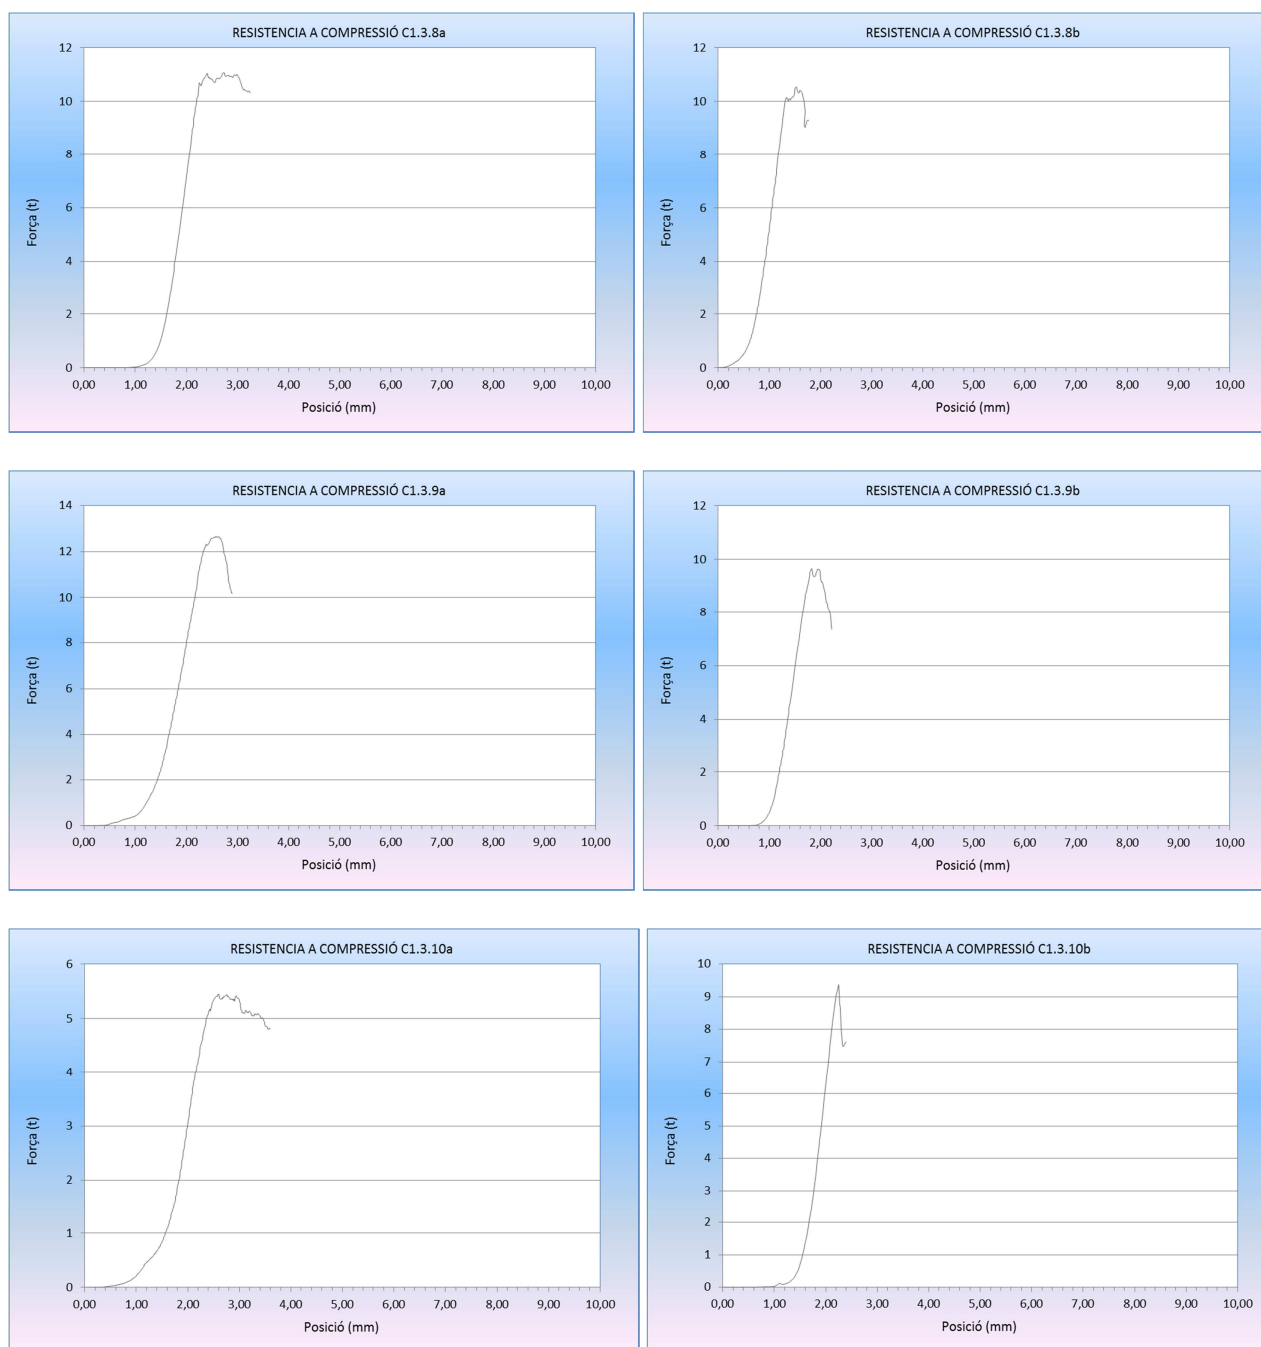 RESISTENCIA A COMPRESSIÓ C1.3.8a
12
10
8
6
4
2
0
0,00 1,00 2,00 3,00 4,00 5,00 6,00 7,00 8,00 9,00 10,00
Força (t)
Posició (mm)
RESISTENCIA A COMPRESSIÓ C1.3.8b
12
10
8
6
4
2
0
0,00 1,00 2,00 3,00 4,00 5,00 6,00 7,00 8,00 9,00 10,00
Força (t)
Posició (mm)
RESISTENCIA A COMPRESSIÓ C1.3.9a
14
12
10
8
6
4
2
0
0,00 1,00 2,00 3,00 4,00 5,00 6,00 7,00 8,00 9,00 10,00
Força (t)
Posició (mm)
RESISTENCIA A COMPRESSIÓ C1.3.9b
12
10
8
6
4
2
0
0,00 1,00 2,00 3,00 4,00 5,00 6,00 7,00 8,00 9,00 10,00
Força (t)
Posició (mm)
RESISTENCIA A COMPRESSIÓ C1.3.10a
6
5
4
3
2
1
0
0,00 1,00 2,00 3,00 4,00 5,00 6,00 7,00 8,00 9,00 10,00
Força (t)
Posició (mm)
RESISTENCIA A COMPRESSIÓ C1.3.10b
10
9
8
7
6
5
4
3
2
1
0
0,00 1,00 2,00 3,00 4,00 5,00 6,00 7,00 8,00 9,00 10,00
Força (t)
Posició (mm)